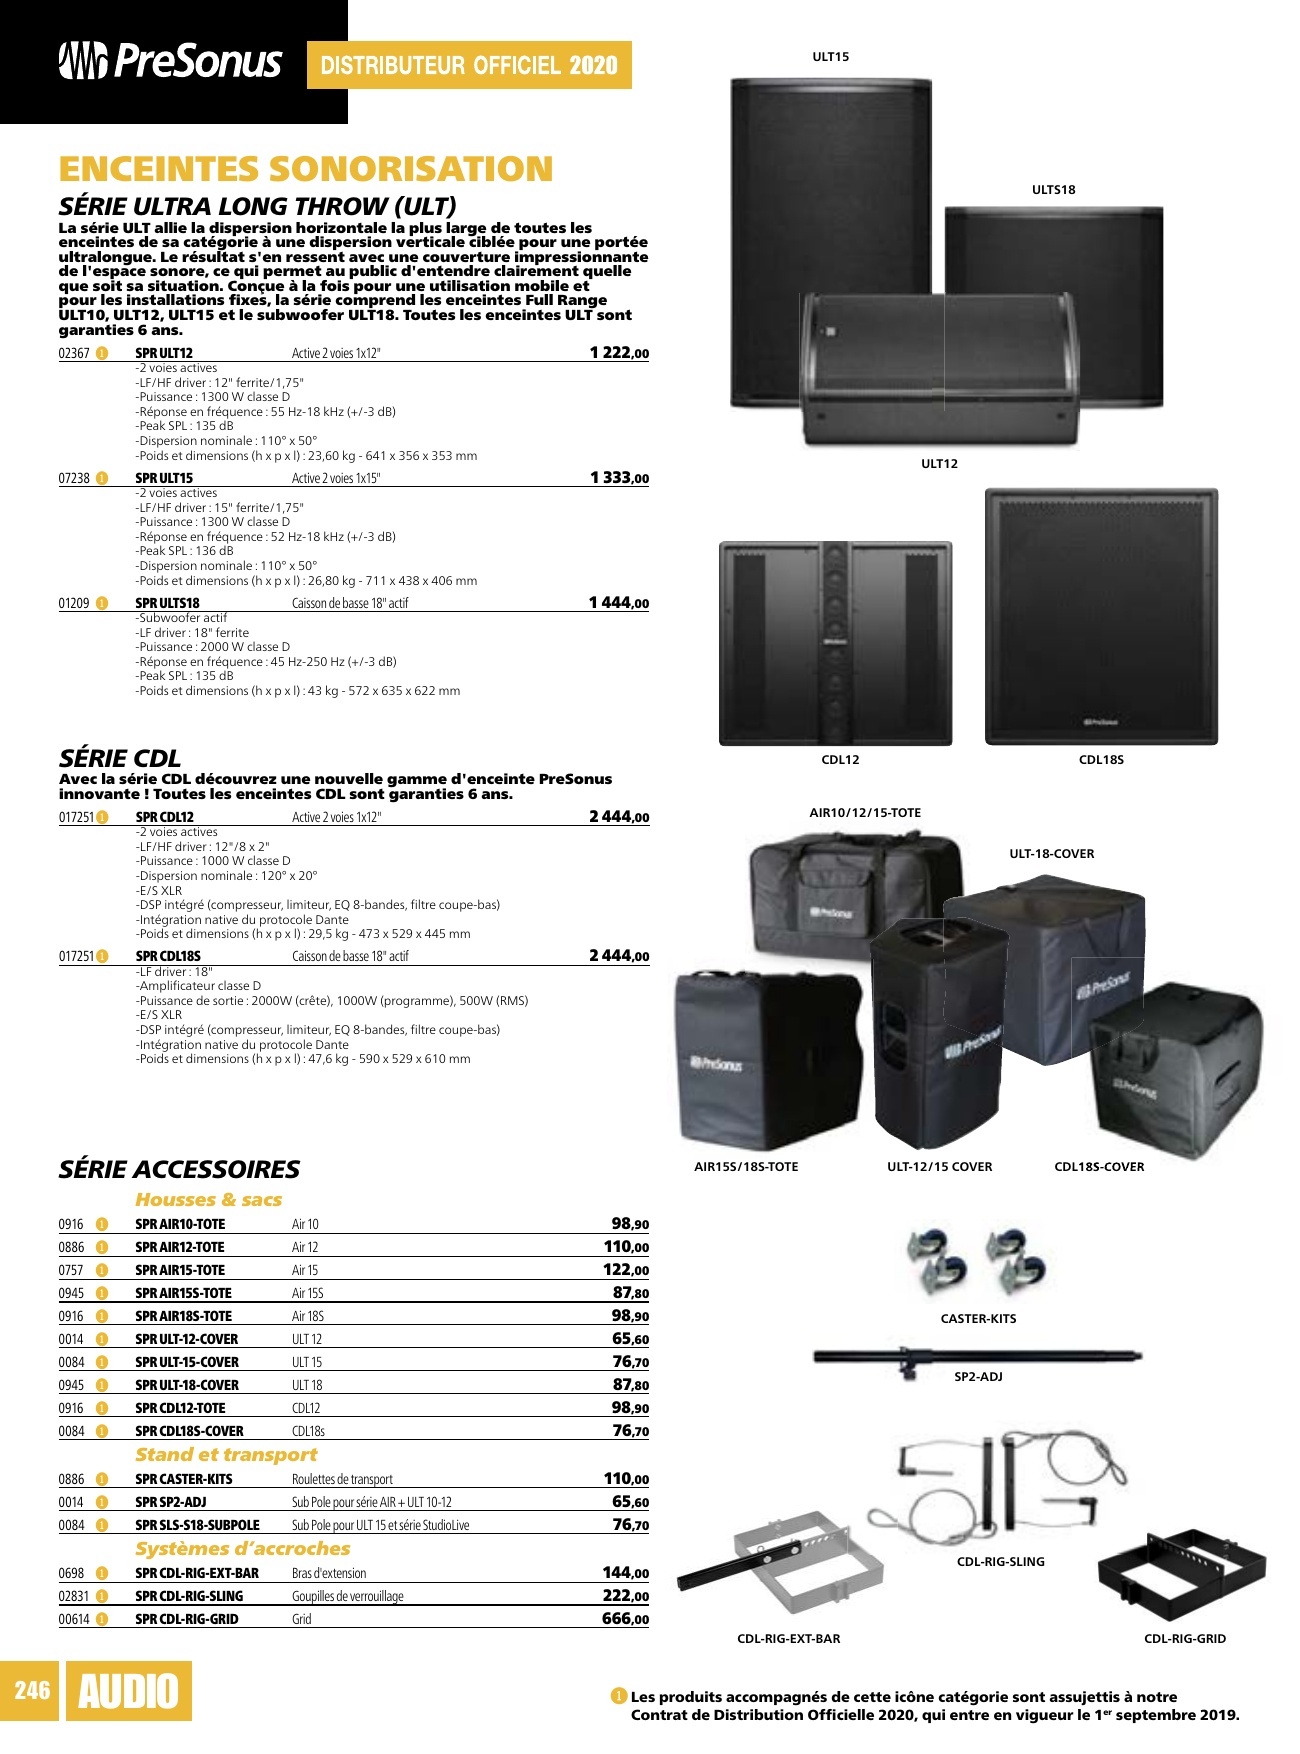 PreSonus
DISTRIBUTEUR OFFICIEL 2020
ENCEINTES SONORISATION
SÉRIE ULTRA LONG THROW (ULT)
La série ULT allie la dispersion horizontale la plus large de toutes les
enceintes de sa catégorie à une dispersion verticale ciblée pour une portée
ultralongue. Le résultat s'en ressent avec une couverture impressionnante
de l'espace sonore, ce qui permet au public d'entendre clairement quelle
que soit sa situation. Conçue à la fois pour une utilisation mobile et
pour les installations fixes, la série comprend les enceintes Full Range
ULT10, ULT12, ULT15 et le subwoofer ULT18. Toutes les enceintes ULT sont
garanties 6 ans.
02367 1 SPR ULT12 Active 2 voies 1x12" 1 222,00
-2 voies actives
-LF/HF driver : 12" ferrite/1,75"
-Puissance : 1300 W classe D
-Réponse en fréquence : 55 Hz-18 kHz (+/-3 dB)
-Peak SPL : 135 dB
-Dispersion nominale : 110° x 50°
-Poids et dimensions (h x p x l) : 23,60 kg - 641 x 356 x 353 mm
07238 1 SPR ULT15 Active 2 voies 1x15" 1 333,00
-2 voies actives
-LF/HF driver : 15" ferrite/1,75"
-Puissance : 1300 W classe D
-Réponse en fréquence : 52 Hz-18 kHz (+/-3 dB)
-Peak SPL : 136 dB
-Dispersion nominale : 110° x 50°
-Poids et dimensions (h x p x l) : 26,80 kg - 711 x 438 x 406 mm
01209 1 SPR ULTS18 Caisson de basse 18" actif 1 444,00
-Subwoofer actif
-LF driver : 18" ferrite
-Puissance : 2000 W classe D
-Réponse en fréquence : 45 Hz-250 Hz (+/-3 dB)
-Peak SPL : 135 dB
-Poids et dimensions (h x p x l) : 43 kg - 572 x 635 x 622 mm
SÉRIE CDL
Avec la série CDL découvrez une nouvelle gamme d'enceinte PreSonus
innovante ! Toutes les enceintes CDL sont garanties 6 ans.
017251 1 SPR CDL12 Active 2 voies 1x12" 2 444,00
-2 voies actives
-LF/HF driver : 12"/8 x 2"
-Puissance : 1000 W classe D
-Dispersion nominale : 120° x 20°
-E/S XLR
-DSP intégré (compresseur, limiteur, EQ 8-bandes, filtre coupe-bas)
-Intégration native du protocole Dante
-Poids et dimensions (h x p x l) : 29,5 kg - 473 x 529 x 445 mm
017251 1 SPR CDL18S Caisson de basse 18" actif 2 444,00
-LF driver : 18"
-Amplificateur classe D
-Puissance de sortie : 2000W (crête), 1000W (programme), 500W (RMS)
-E/S XLR
-DSP intégré (compresseur, limiteur, EQ 8-bandes, filtre coupe-bas)
-Intégration native du protocole Dante
-Poids et dimensions (h x p x l) : 47,6 kg - 590 x 529 x 610 mm
SÉRIE ACCESSOIRES
Housses & sacs
0916 1 SPR AIR10-TOTE Air 10 98,90
0886 1 SPR AIR12-TOTE Air 12 110,00
0757 1 SPR AIR15-TOTE Air 15 122,00
0945 1 SPR AIR15S-TOTE Air 15S 87,80
0916 1 SPR AIR18S-TOTE Air 18S 98,90
0014 1 SPR ULT-12-COVER ULT 12 65,60
0084 1 SPR ULT-15-COVER ULT 15 76,70
0945 1 SPR ULT-18-COVER ULT 18 87,80
0916 1 SPR CDL12-TOTE CDL12 98,90
0084 1 SPR CDL18S-COVER CDL18s 76,70
Stand et transport
0886 1 SPR CASTER-KITS Roulettes de transport 110,00
0014 1 SPR SP2-ADJ Sub Pole pour série AIR + ULT 10-12 65,60
0084 1 SPR SLS-S18-SUBPOLE Sub Pole pour ULT 15 et série StudioLive 76,70
Systèmes d’accroches
0698 1 SPR CDL-RIG-EXT-BAR Bras d'extension 144,00
02831 1 SPR CDL-RIG-SLING Goupilles de verrouillage 222,00
00614 1 SPR CDL-RIG-GRID Grid 666,00
ULT15
ULTS18
ULT12
PreSonus
CDL12
CDL18S
AIR10/12/15-TOTE
ULT-18-COVER
PreSonus
PreSonus
PreSonus
PreSonus
PreSonus
AIR15S/18S-TOTE
ULT-12/15 COVER
CDL18S-COVER
CASTER-KITS
SP2-ADJ
CDL-RIG-SLING
CDL-RIG-EXT-BAR
CDL-RIG-GRID
246 AUDIO
1 Les produits accompagnés de cette icône catégorie sont assujettis à notre
Contrat de Distribution Officielle 2020, qui entre en vigueur le 1er septembre 2019.